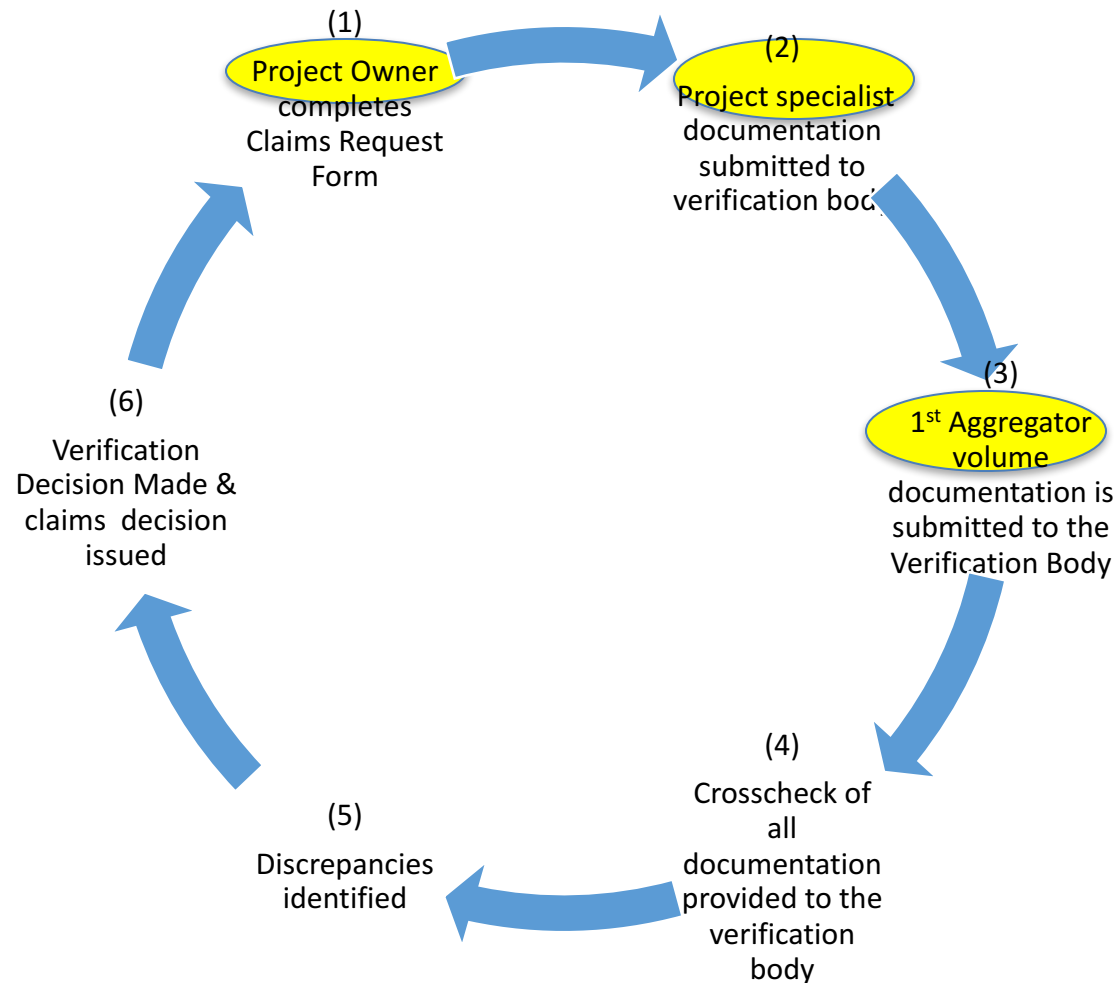 (1)
Project Owner
completes
Claims Request
Form
(2)
Project specialist
documentation
submitted to
verification body
(3)
1st Aggregator
volume
documentation is
submitted to the
Verification Body
(4)
Crosscheck of
all
documentation
provided to the
verification
body
(5)
Discrepancies
identified
(6)
Verification
Decision Made &
claims decision
issued